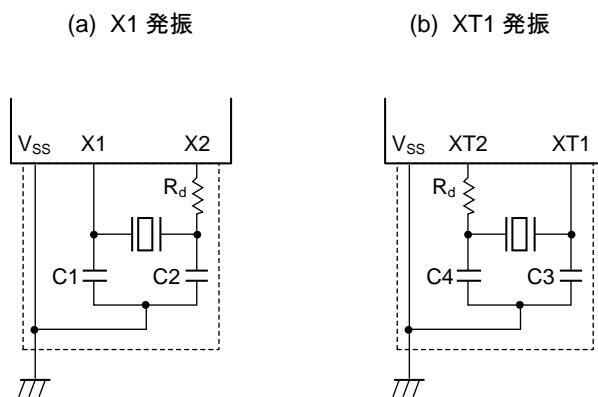 (a) X1 発振
VSS X1 X2
Rd
C1 C2
(b) XT1 発振
VSS XT2 XT1
Rd
C4 C3